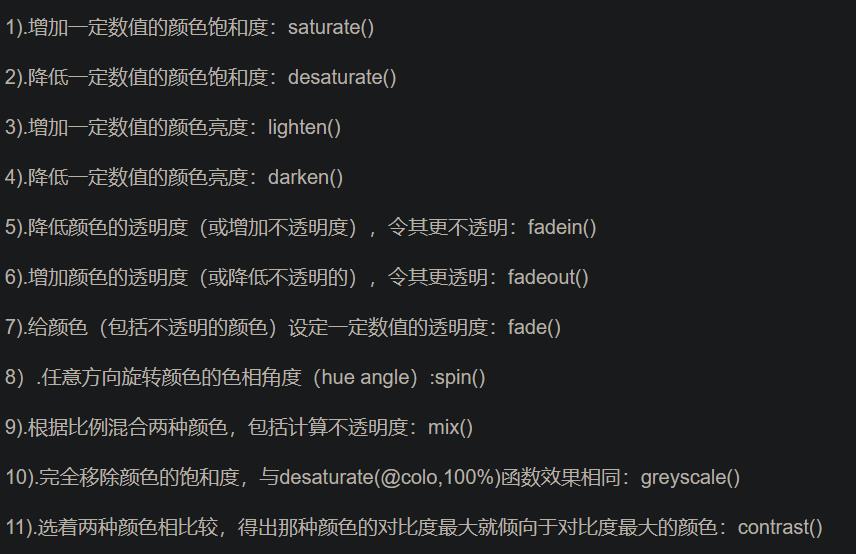 1).增加一定数值的颜色饱和度：saturate()
2).降低一定数值的颜色饱和度：desaturate()
3).增加一定数值的颜色亮度：lighten()
4).降低一定数值的颜色亮度：darken()
5).降低颜色的透明度（或增加不透明度），令其更不透明：fadein()
6).增加颜色的透明度（或降低不透明的），令其更透明：fadeout()
7).给颜色（包括不透明的颜色）设定一定数值的透明度：fade()
8）.任意方向旋转颜色的色相角度（hue angle）:spin()
9).根据比例混合两种颜色，包括计算不透明度：mix()
10).完全移除颜色的饱和度，与desaturate(@colo,100%)函数效果相同：greyscale()
11).选着两种颜色相比较，得出那种颜色的对比度最大就倾向于对比度最大的颜色：contrast()